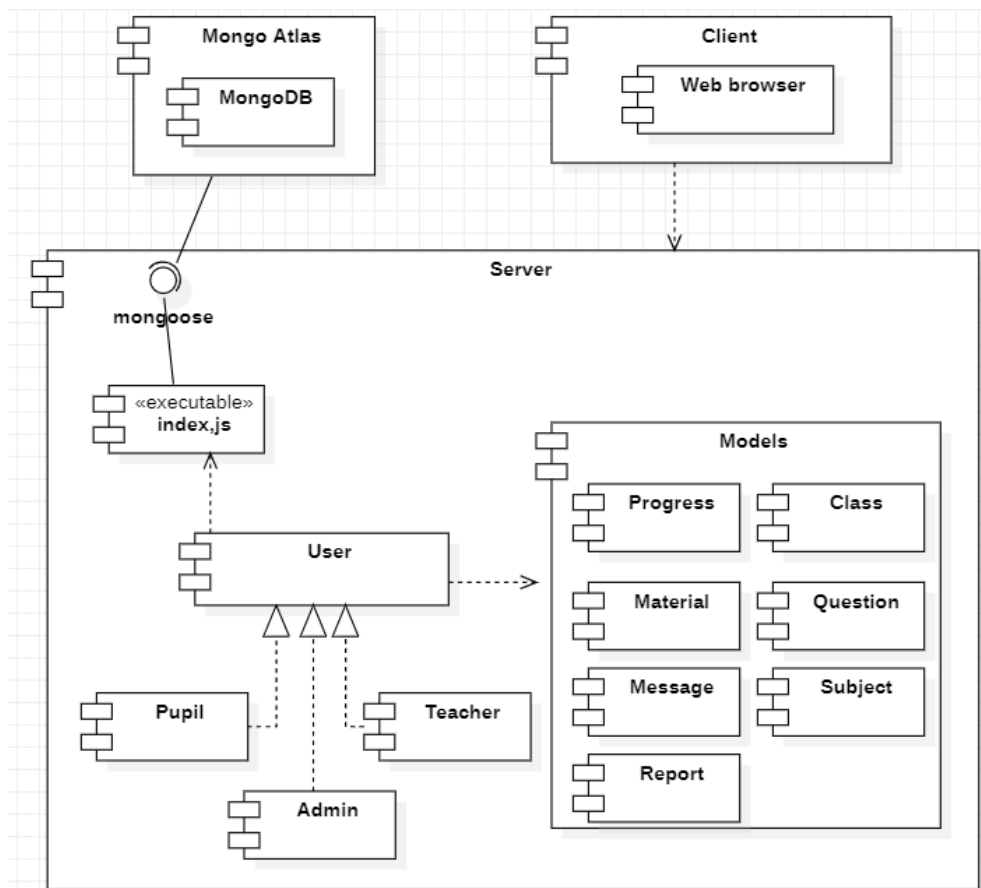 Mongo Atlas
MongoDB
Client
Web browser
Server
mongoose
«executable»
index,js
User
Pupil
Teacher
Admin
Models
Progress
Class
Material
Question
Message
Subject
Report